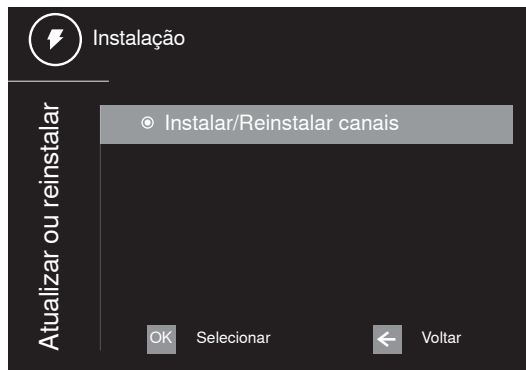 Instalação
Atualizar ou reinstalar
Instalar/Reinstalar canais
OK Selecionar
Voltar